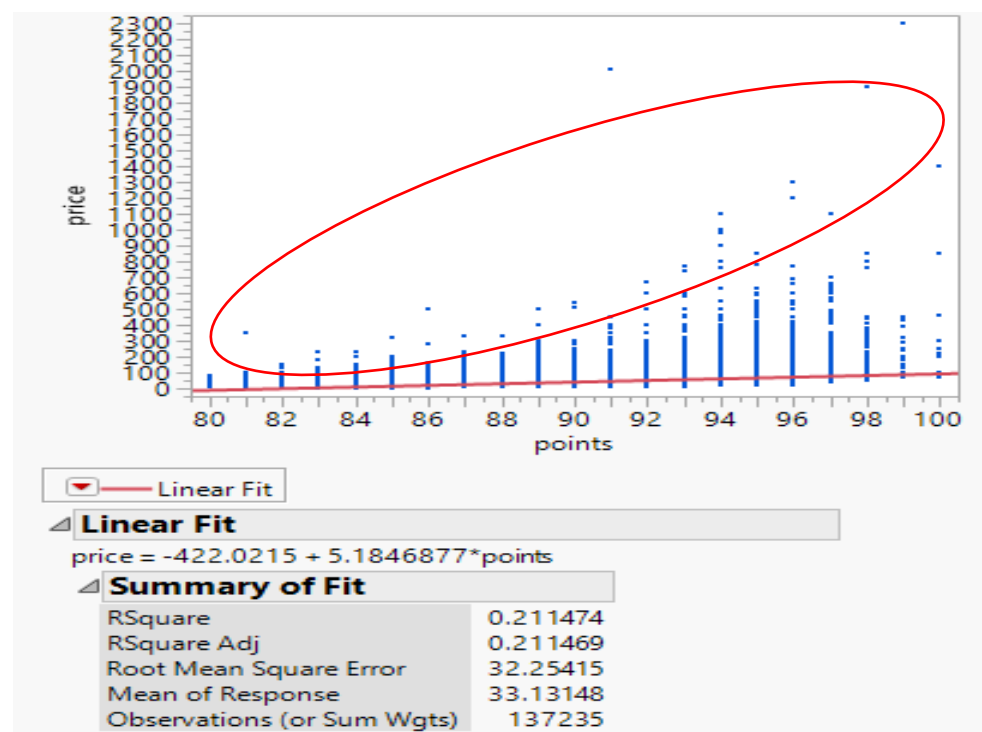 2300
2200
2100
2000
1900
1800
1700
1600
1500
1400
1300
1200
1100
1000
900
800
700
600
500
400
300
200
100
0
price
80 82 84 86 88 90 92 94 96 98 100
points
Linear Fit
Linear Fit
price = -422.0215 + 5.1846877*points
Summary of Fit
RSquare 0.211474
RSquare Adj 0.211469
Root Mean Square Error 32.25415
Mean of Response 33.13148
Observations (or Sum Wgts) 137235